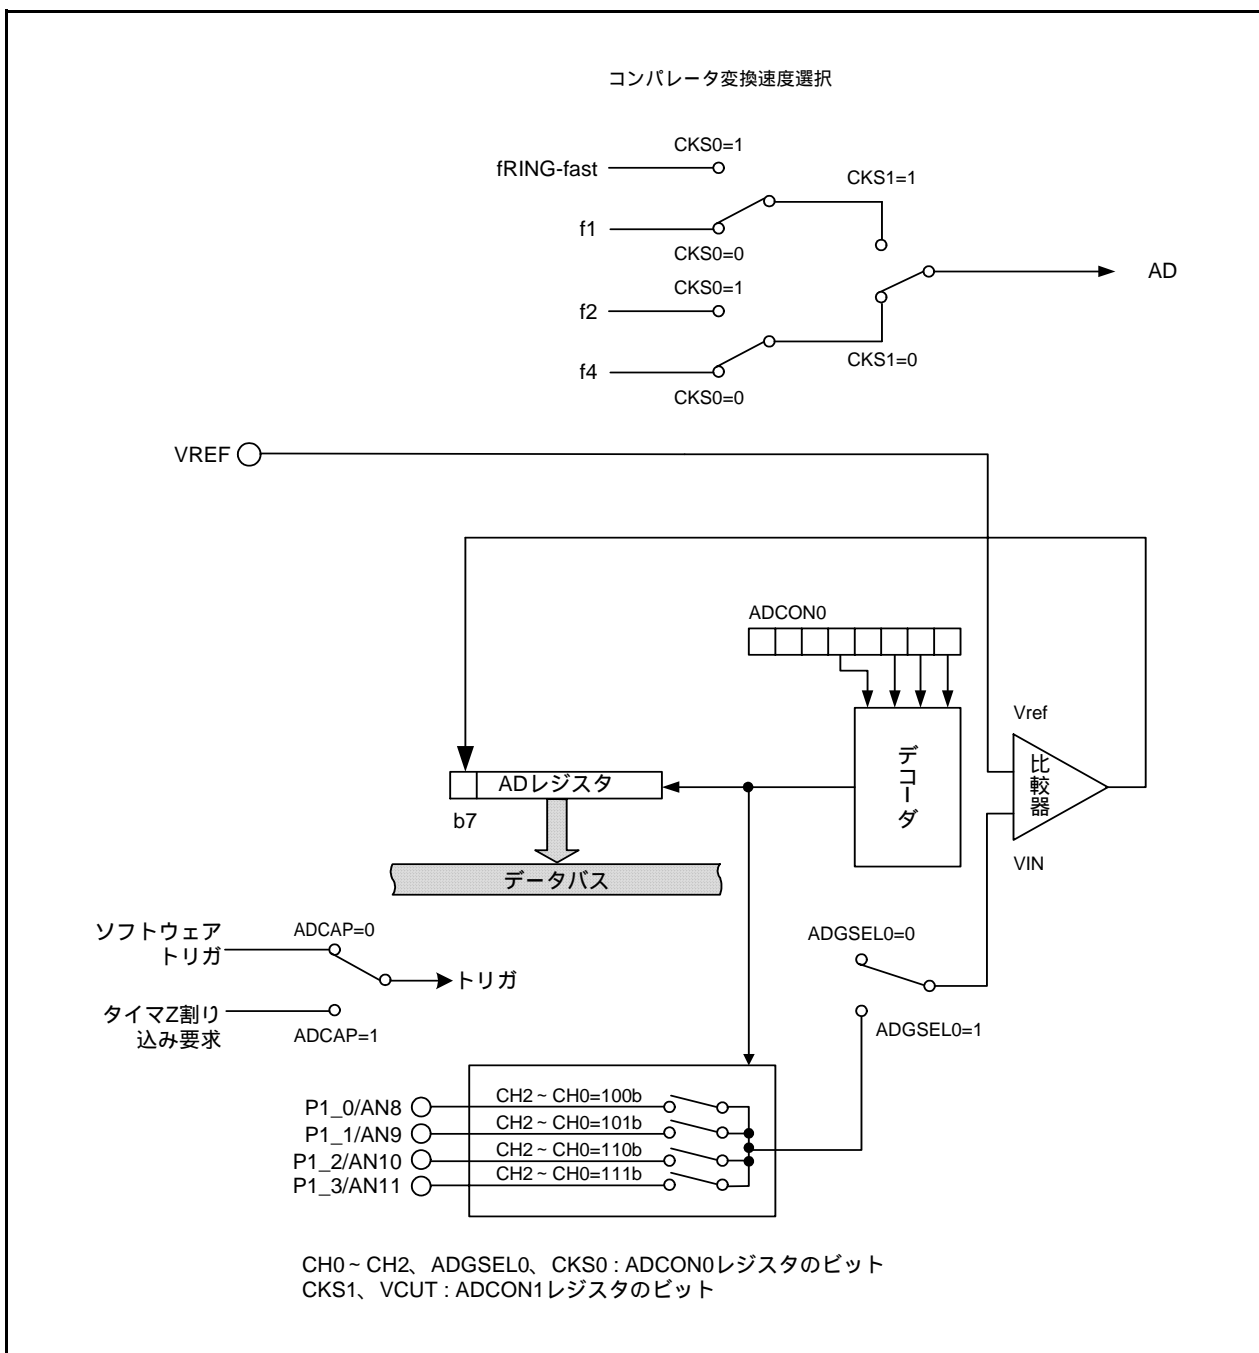 コンパレータ変換速度選択
CKS0=1
fRING-fast
CKS1=1
f1
CKS0=0
AD
CKS0=1
f2
CKS1=0
f4
CKS0=0
VREF
ADCON0
Vref
デコーダ
比較器
ADレジスタ
b7
VIN
データバス
ソフトウェア
トリガ
ADCAP=0
トリガ
タイマZ割り
込み要求
ADCAP=1
ADGSEL0=0
ADGSEL0=1
P1_0/AN8
CH2~CH0=100b
P1_1/AN9
CH2~CH0=101b
P1_2/AN10
CH2~CH0=110b
P1_3/AN11
CH2~CH0=111b
CH0~CH2、ADGSEL0、CKS0 : ADCON0レジスタのビット
CKS1、VCUT : ADCON1レジスタのビット